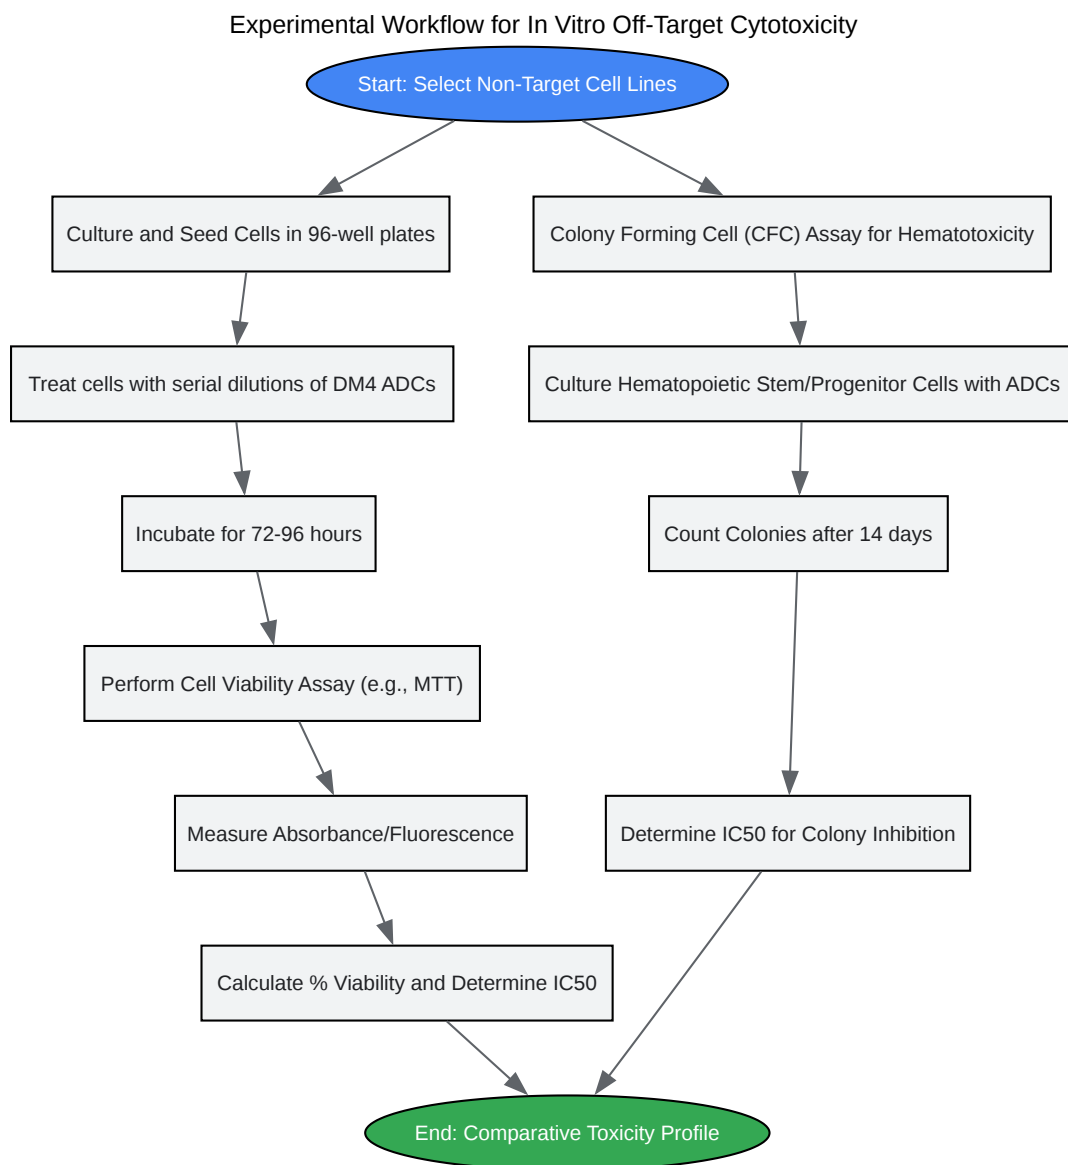 Experimental Workflow for In Vitro Off-Target Cytotoxicity
Start: Select Non-Target Cell Lines
Culture and Seed Cells in 96-well plates
Colony Forming Cell (CFC) Assay for Hematotoxicity
Treat cells with serial dilutions of DM4 ADCs
Culture Hematopoietic Stem/Progenitor Cells with ADCs
Incubate for 72-96 hours
Count Colonies after 14 days
Perform Cell Viability Assay (e.g., MTT)
Measure Absorbance/Fluorescence
Determine IC50 for Colony Inhibition
Calculate % Viability and Determine IC50
End: Comparative Toxicity Profile